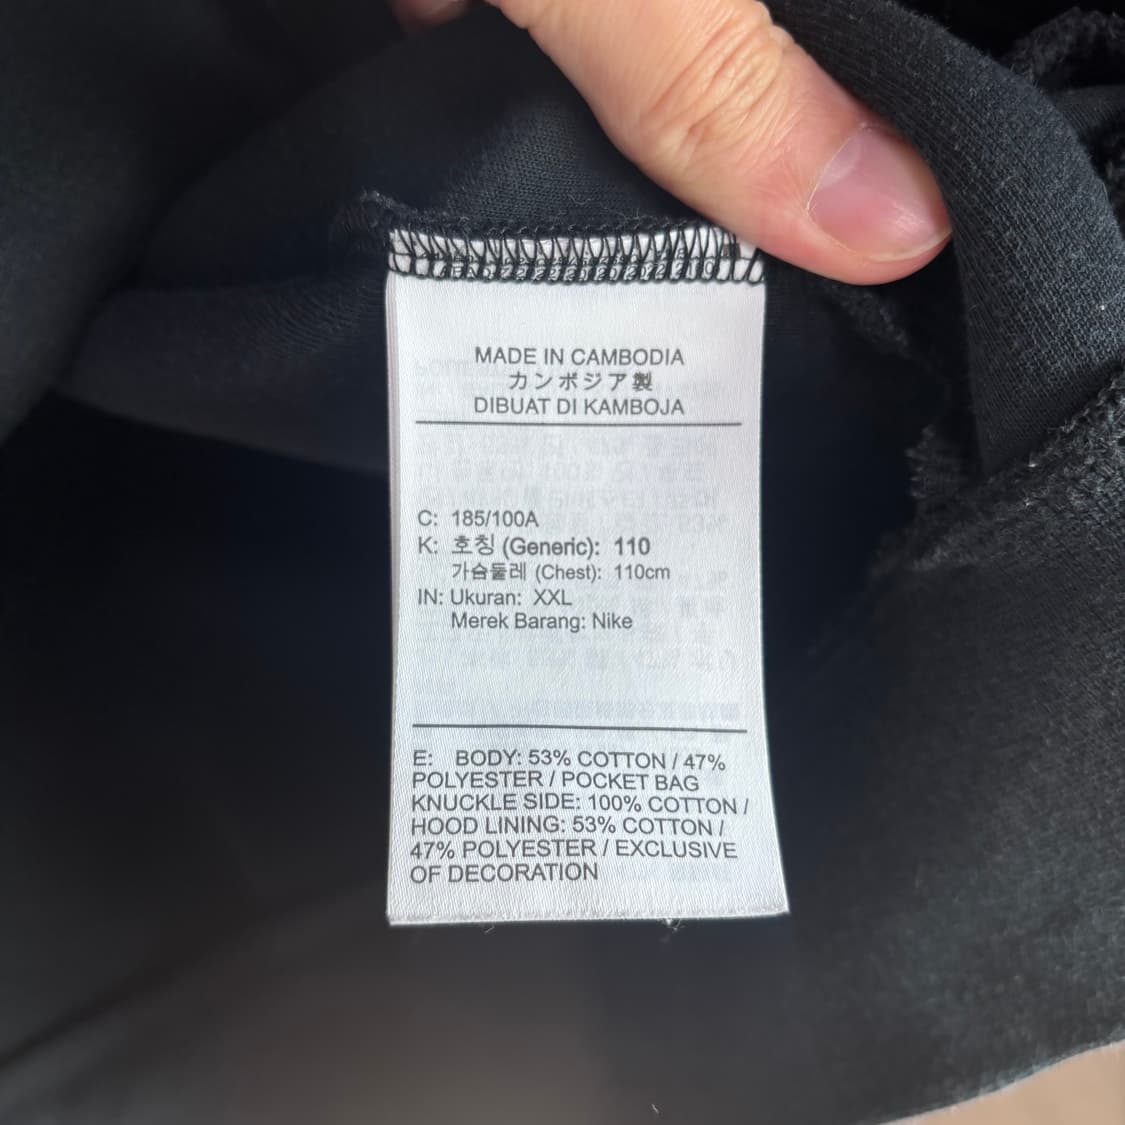 MADE IN CAMBODIA
カンボジア製
DIBUAT DI KAMBOJA
C: 185/100A
K: 호칭 (Generic): 110
가슴둘레 (Chest): 110cm
IN: Ukuran: XXL
Merek Barang: Nike
E: BODY: 53% COTTON / 47%
POLYESTER / POCKET BAG
KNUCKLE SIDE: 100% COTTON /
HOOD LINING: 53% COTTON /
47% POLYESTER / EXCLUSIVE
OF DECORATION